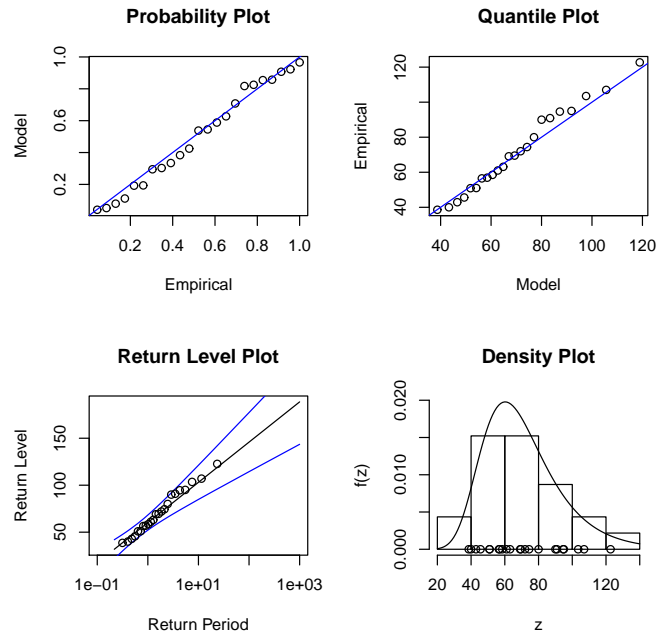 Probability Plot
Model
0.2
0.6
1.0
0.2 0.4 0.6 0.8 1.0
Empirical
Quantile Plot
Empirical
40
60
80
120
40 60 80 100 120
Model
Return Level Plot
Return Level
50
100
150
1e−01 1e+01 1e+03
Return Period
Density Plot
f(z)
0.000
0.010
0.020
20 40 60 80 120
z